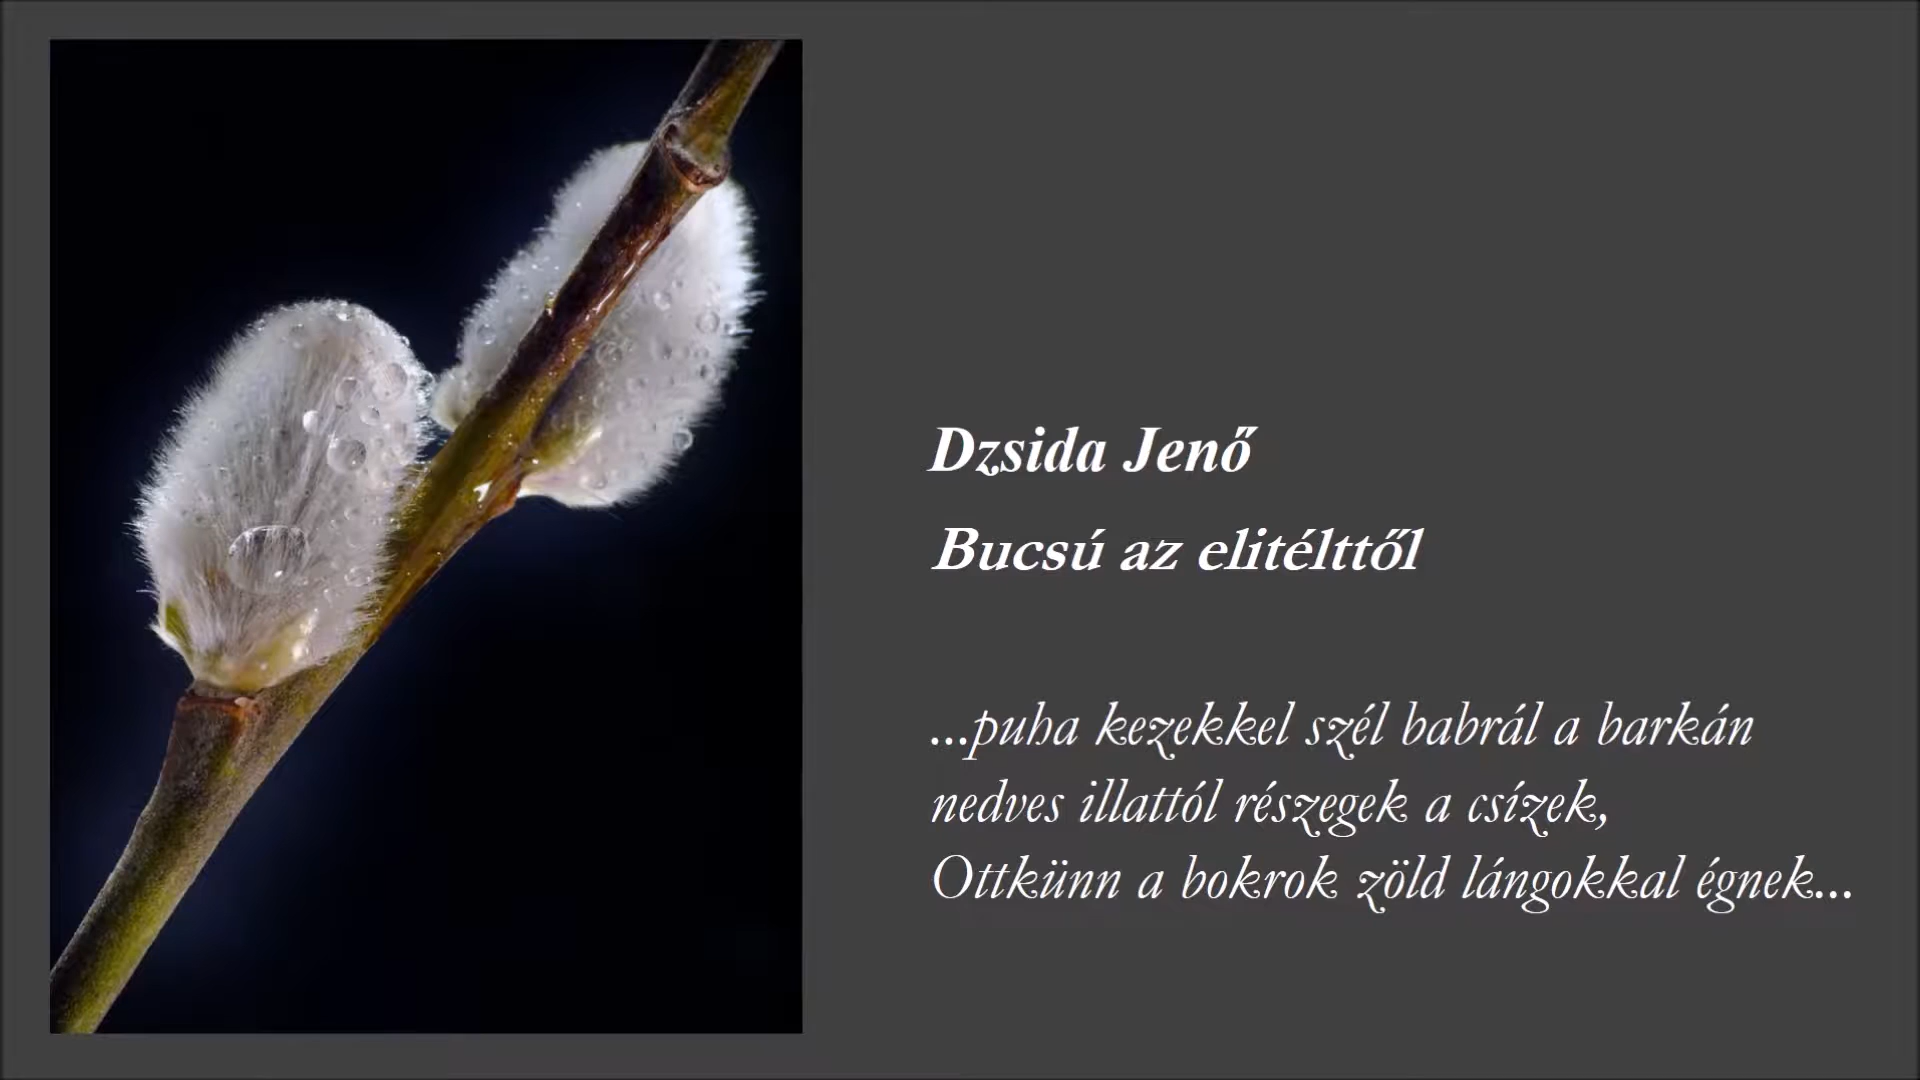 Dzsida Jenő
Bucsú az elitélttől
...puha kezekkel szél babrál a barkán
nedves illattól részegek a csízek,
Ottkünn a bokrok zöld lángokkal égnek...